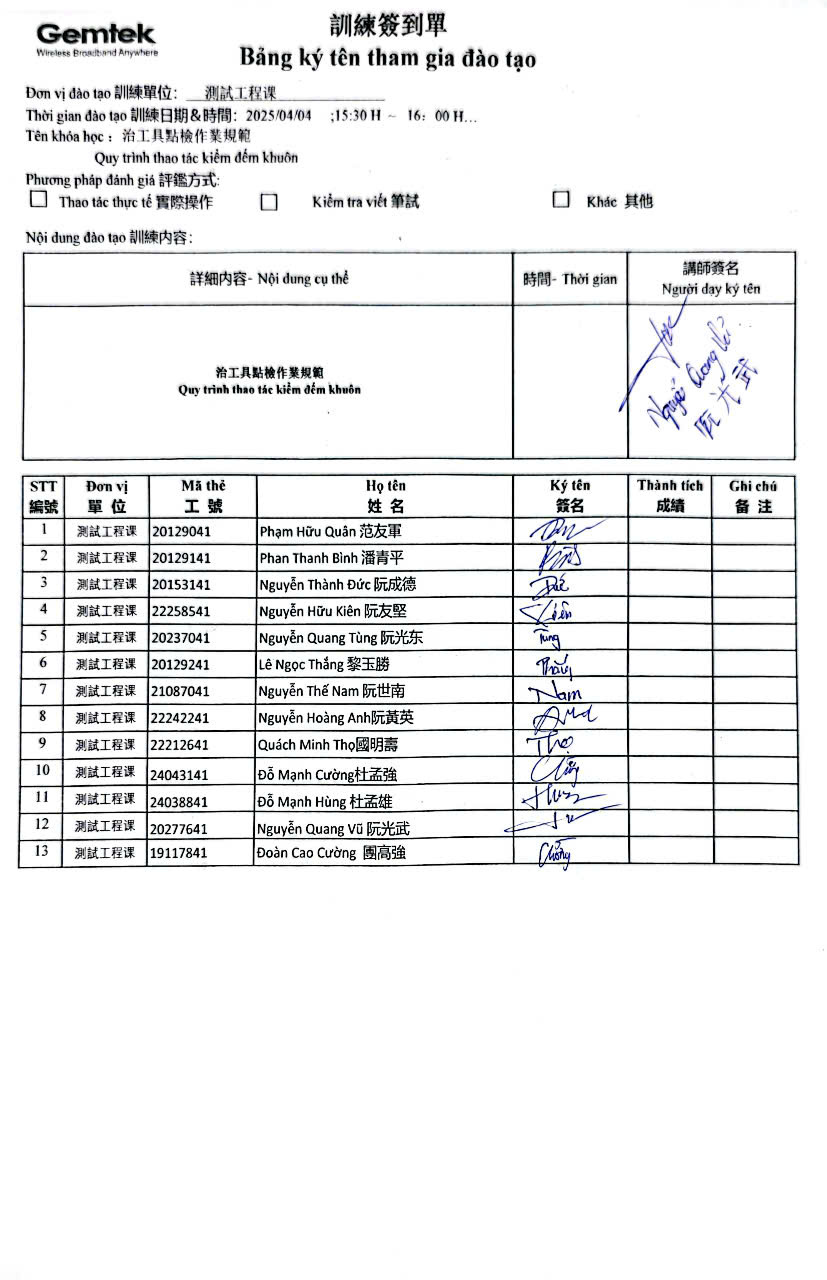 Gemtek
Wireless Broadband Anywhere
訓練簽到單
Bảng ký tên tham gia đào tạo
Đơn vị đào tạo 訓練單位: 測試工程课
Thời gian đào tạo 訓練日期&時間: 2025/04/04 ;15:30 H ~ 16: 00 H...
Tên khóa học : 治工具點檢作業規範
Quy trình thao tác kiểm đếm khuôn
Phương pháp đánh giá 評鑑方式:
Thao tác thực tế 實際操作 Kiểm tra viết 筆試 Khác 其他
Nội dung đào tạo 訓練内容:
詳細内容- Nội dung cụ thể 時間- Thời gian 講師簽名
Người dạy ký tên
治工具點檢作業規範
Quy trình thao tác kiểm đếm khuôn
Nguyễn Quang Vũ
阮光武
STT Đơn vị Mã thẻ Họ tên Ký tên Thành tích Ghi chú
編號 單位 工號 姓名 簽名 成績 备注
1 測試工程课 20129041 Phạm Hữu Quân 范友軍
2 測試工程课 20129141 Phan Thanh Bình 潘青平
3 測試工程课 20153141 Nguyễn Thành Đức 阮成德 Đức
4 測試工程课 22258541 Nguyễn Hữu Kiên 阮友堅 Kiên
5 測試工程课 20237041 Nguyễn Quang Tùng 阮光东 Tùng
6 測試工程课 20129241 Lê Ngọc Thắng 黎玉勝 Thắng
7 測試工程课 21087041 Nguyễn Thế Nam 阮世南 Nam
8 測試工程课 22242241 Nguyễn Hoàng Anh阮黃英 Anh
9 測試工程课 22212641 Quách Minh Thọ國明壽 Thọ
10 測試工程课 24043141 Đỗ Mạnh Cường杜孟強
11 測試工程课 24038841 Đỗ Mạnh Hùng 杜孟雄 Hùng
12 測試工程课 20277641 Nguyễn Quang Vũ 阮光武
13 測試工程课 19117841 Đoàn Cao Cường 團高強 Cường